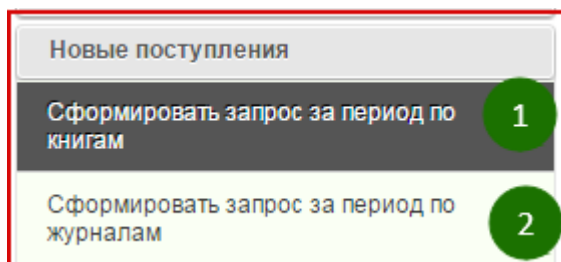 Новые поступления
Сформировать запрос за период по
книгам
1
Сформировать запрос за период по
журналам
2